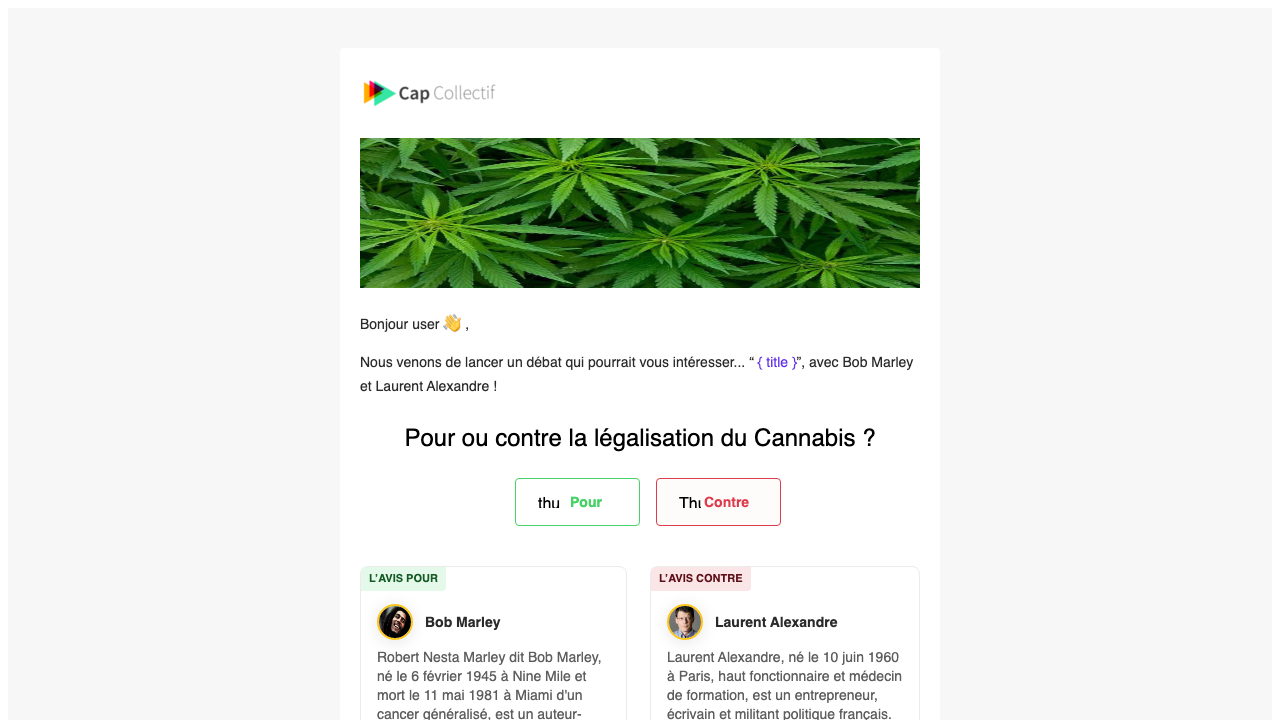 Cap Collectif
Bonjour user 👋 ,
Nous venons de lancer un débat qui pourrait vous intéresser... “ { title }”, avec Bob Marley
et Laurent Alexandre !
Pour ou contre la légalisation du Cannabis ?
thu Pour
Thu Contre
L'AVIS POUR
Bob Marley
Robert Nesta Marley dit Bob Marley,
né le 6 février 1945 à Nine Mile et
mort le 11 mai 1981 à Miami d'un
cancer généralisé, est un auteur-
L'AVIS CONTRE
Laurent Alexandre
Laurent Alexandre, né le 10 juin 1960
à Paris, haut fonctionnaire et médecin
de formation, est un entrepreneur,
écrivain et militant politique français.